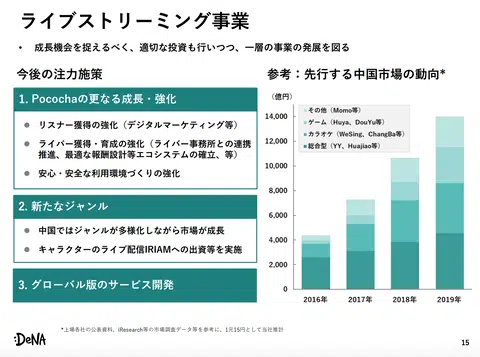 ライブストリーミング事業
• 成長機会を捉えるべく、適切な投資も行いつつ、一層の事業の発展を図る
今後の注力施策
1. Pocochaの更なる成長・強化
● リスナー獲得の強化（デジタルマーケティング等）
● ライバー獲得・育成の強化（ライバー事務所との連携
推進、最適な報酬設計等エコシステムの確立、等）
● 安心・安全な利用環境づくりの強化
2. 新たなジャンル
● 中国ではジャンルが多様化しながら市場が成長
● キャラクターのライブ配信IRIAMへの出資等を実施
3. グローバル版のサービス開発
参考：先行する中国市場の動向*
（億円）
14,000
12,000
10,000
8,000
6,000
4,000
2,000
0
その他（Momo等）
ゲーム（Huya、DouYu等）
カラオケ（WeSing、ChangBa等）
総合型（YY、Huajiao等）
2016年 2017年 2018年 2019年
:DeNA
*上場各社の公表資料、iResearch等の市場調査データ等を参考に、1元15円として当社推計
15